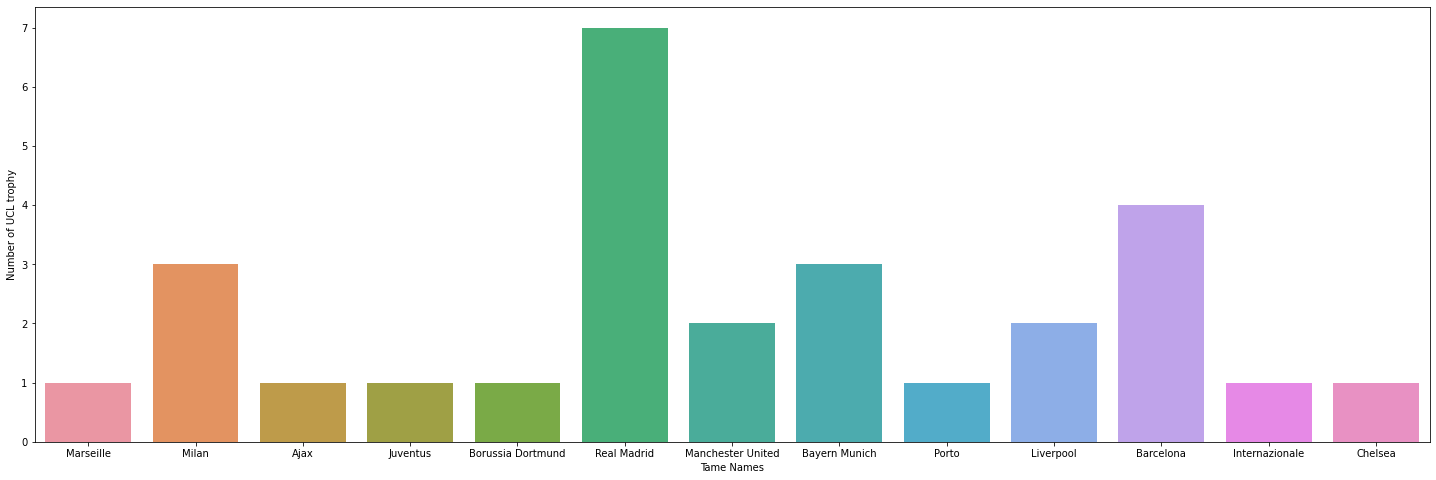 Number of UCL trophy
7
6
5
4
3
2
1
0
Marseille Milan Ajax Juventus Borussia Dortmund Real Madrid Manchester United Bayern Munich Porto Liverpool Barcelona Internazionale Chelsea
Tame Names